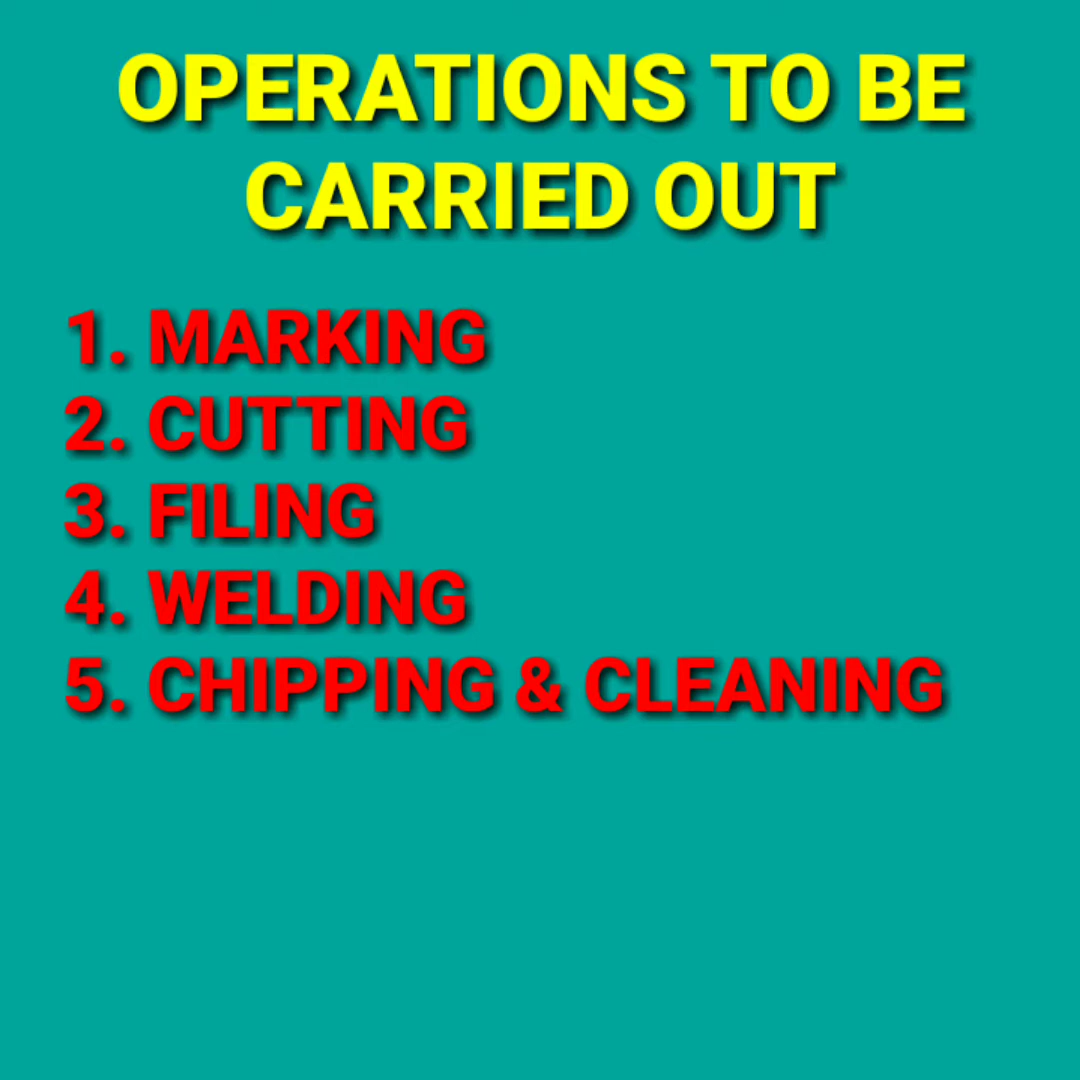 OPERATIONS TO BE
CARRIED OUT
1. MARKING
2. CUTTING
3. FILING
4. WELDING
5. CHIPPING & CLEANING